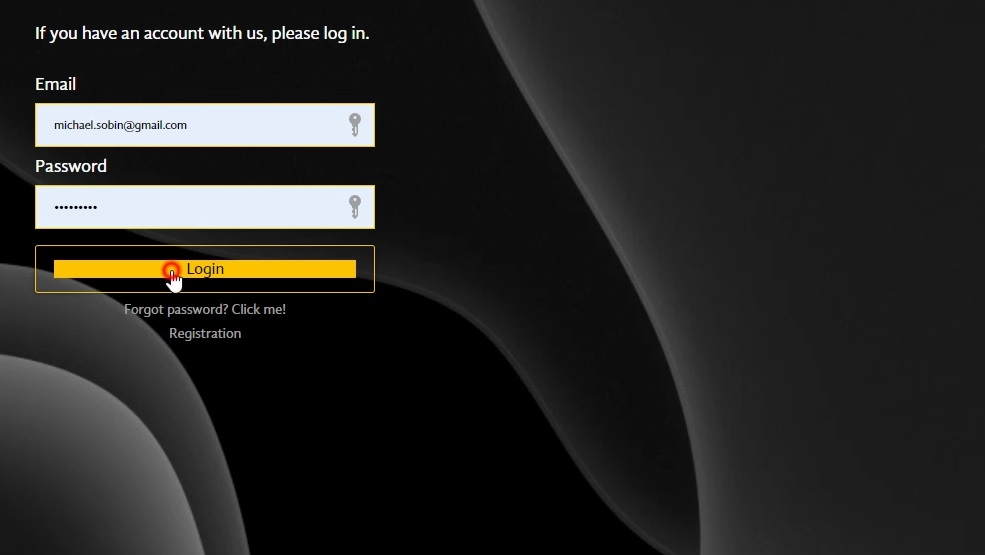 If you have an account with us, please log in.
Email
michael.sobin@gmail.com
Password
•••••••••
Login
Forgot password? Click me!
Registration